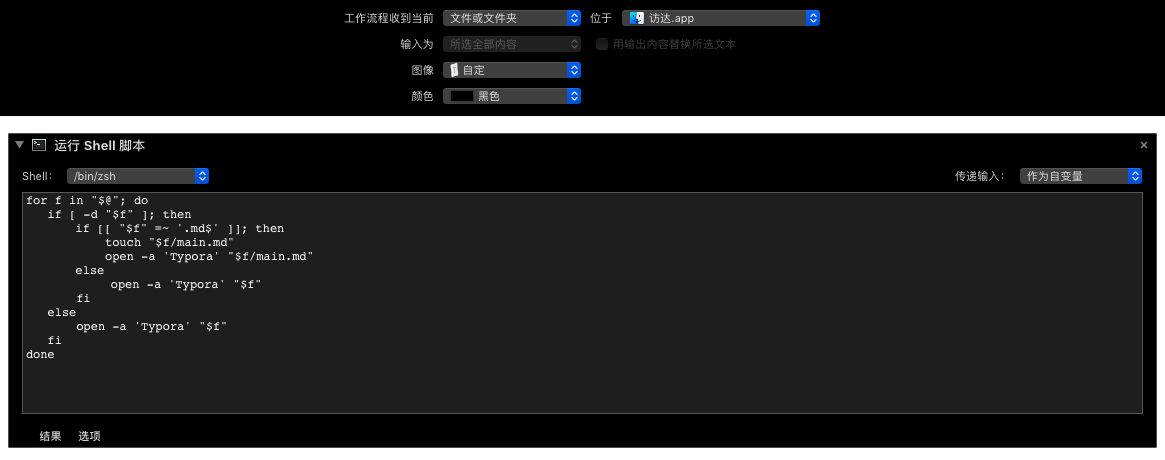 工作流程收到当前 文件或文件夹 位于 访达.app
输入为 所选全部内容 用输出内容替换所选文本
图像 自定
颜色 黑色
运行 Shell 脚本
Shell： /bin/zsh 传递输入： 作为自变量
for f in "$@"; do
   if [ -d "$f" ]; then
       if [[ "$f" =~ '.md$' ]]; then
           touch "$f/main.md"
           open -a 'Typora' "$f/main.md"
       else
            open -a 'Typora' "$f"
       fi
   else
       open -a 'Typora' "$f"
   fi
done
结果 选项